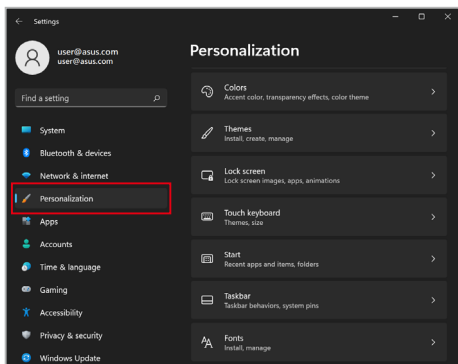 Settings
user@asus.com
user@asus.com
Find a setting
System
Bluetooth & devices
Network & internet
Personalization
Apps
Accounts
Time & language
Gaming
Accessibility
Privacy & security
Windows Update
Personalization
Colors
Accent color, transparency effects, color theme
Themes
Install, create, manage
Lock screen
Lock screen images, apps, animations
Touch keyboard
Themes, size
Start
Recent apps and items, folders
Taskbar
Taskbar behaviors, system pins
Fonts
Install, manage